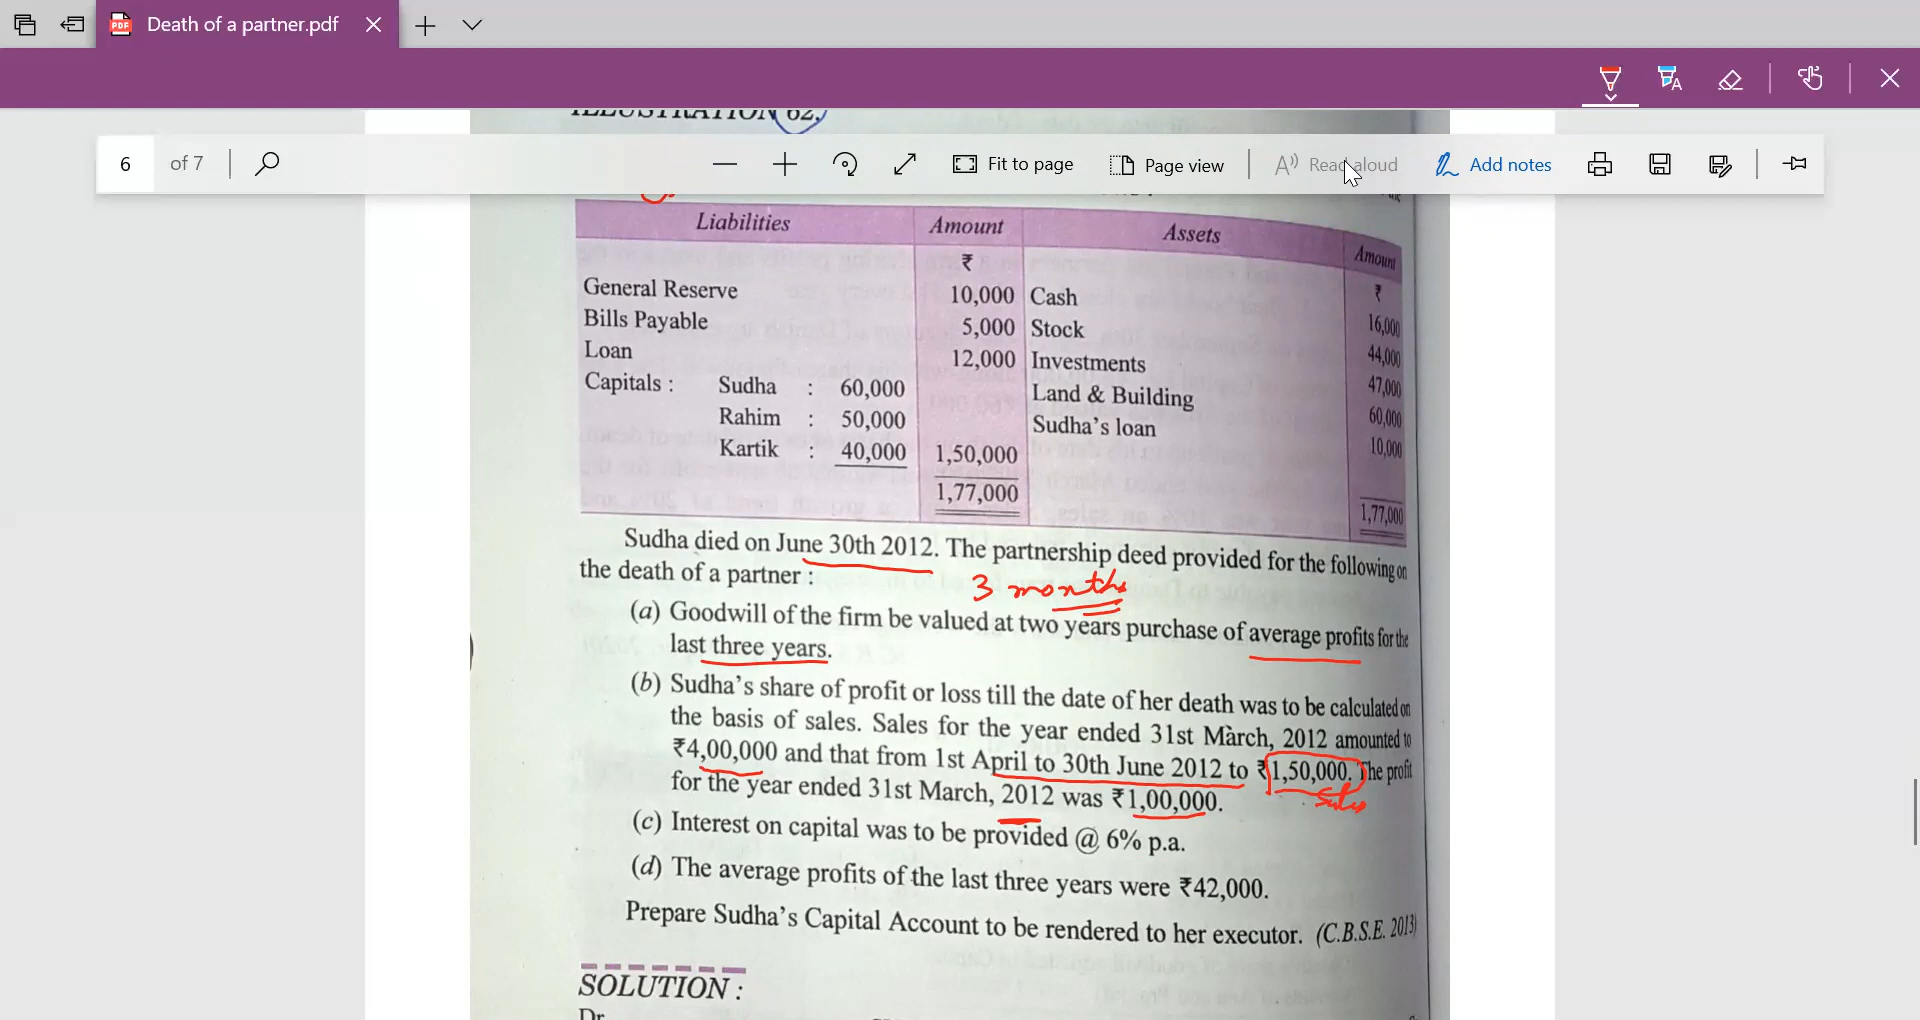 Death of a partner.pdf
ILLUSTRATION 62.
6 of 7 Fit to page Page view Read aloud Add notes
Liabilities Amount Assets Amount
₹ ₹
General Reserve 10,000 Cash 16,000
Bills Payable 5,000 Stock 44,000
Loan 12,000 Investments 47,000
Capitals : Sudha : 60,000 Land & Building 60,000
Rahim : 50,000 Sudha's loan 10,000
Kartik : 40,000 1,50,000
1,77,000 1,77,000
Sudha died on June 30th 2012. The partnership deed provided for the following on
the death of a partner :
3 months
(a) Goodwill of the firm be valued at two years purchase of average profits for the
last three years.
(b) Sudha's share of profit or loss till the date of her death was to be calculated on
the basis of sales. Sales for the year ended 31st March, 2012 amounted to
₹4,00,000 and that from 1st April to 30th June 2012 to ₹1,50,000. The profit
for the year ended 31st March, 2012 was ₹1,00,000.
Sales
(c) Interest on capital was to be provided @ 6% p.a.
(d) The average profits of the last three years were ₹42,000.
Prepare Sudha's Capital Account to be rendered to her executor. (C.B.S.E. 2013)
SOLUTION :
Dr.